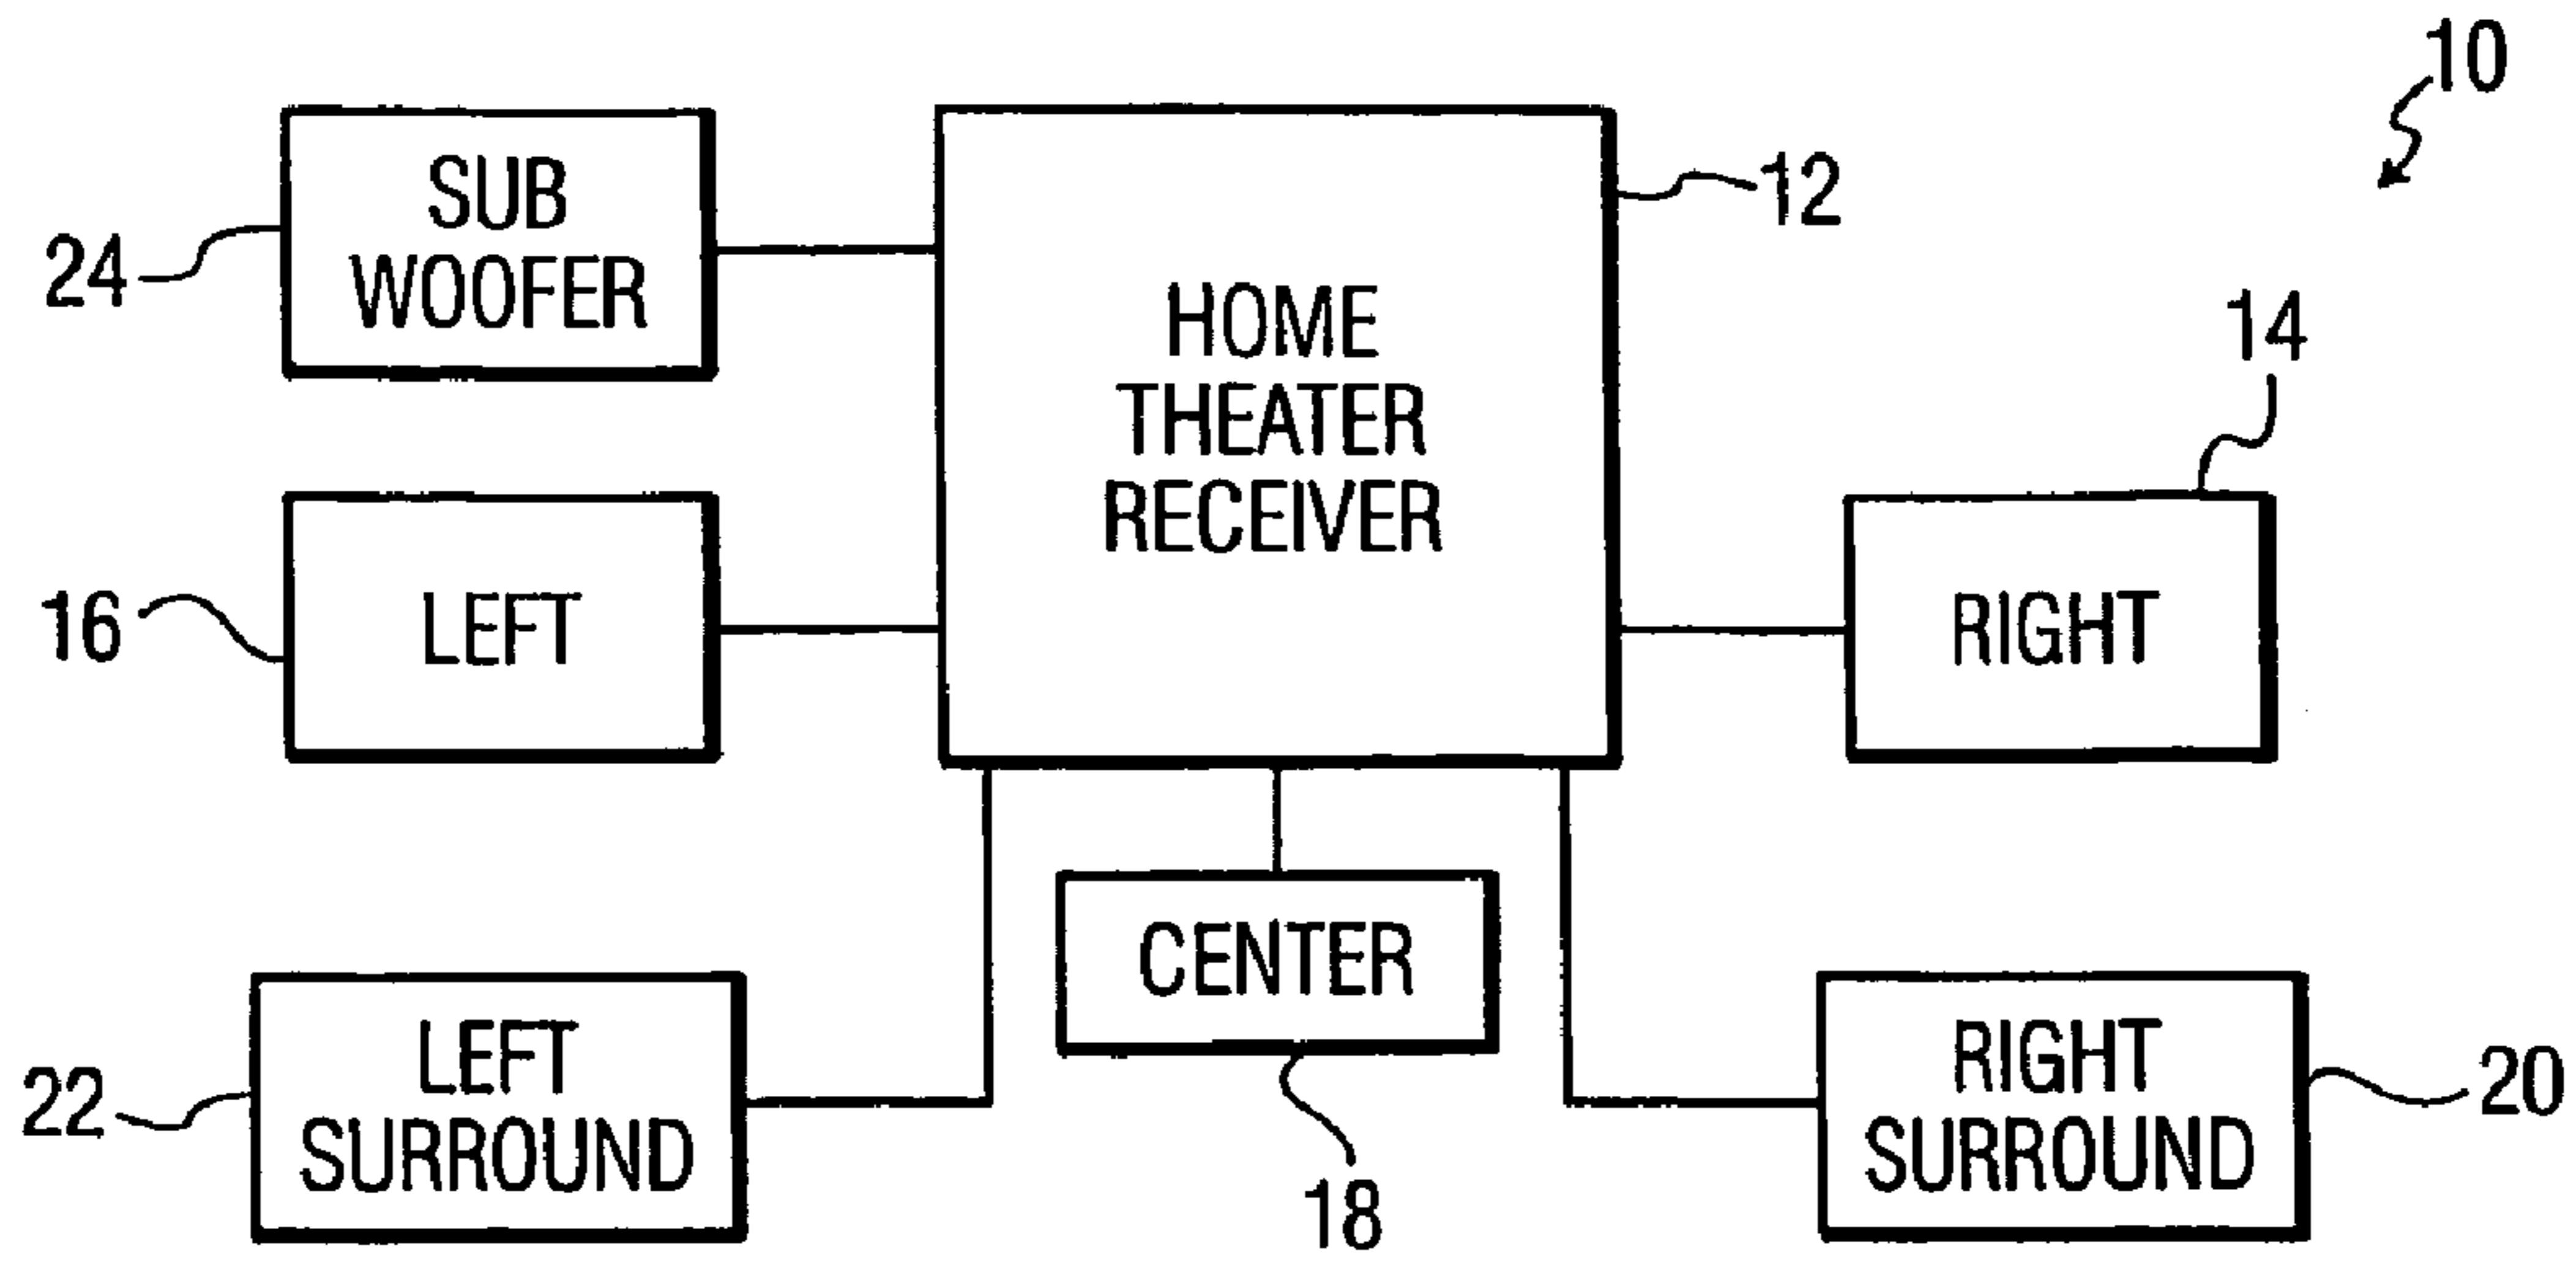 10
SUB
WOOFER
24
HOME
THEATER
RECEIVER
12
14
16
LEFT
RIGHT
CENTER
18
22
LEFT
SURROUND
RIGHT
SURROUND
20